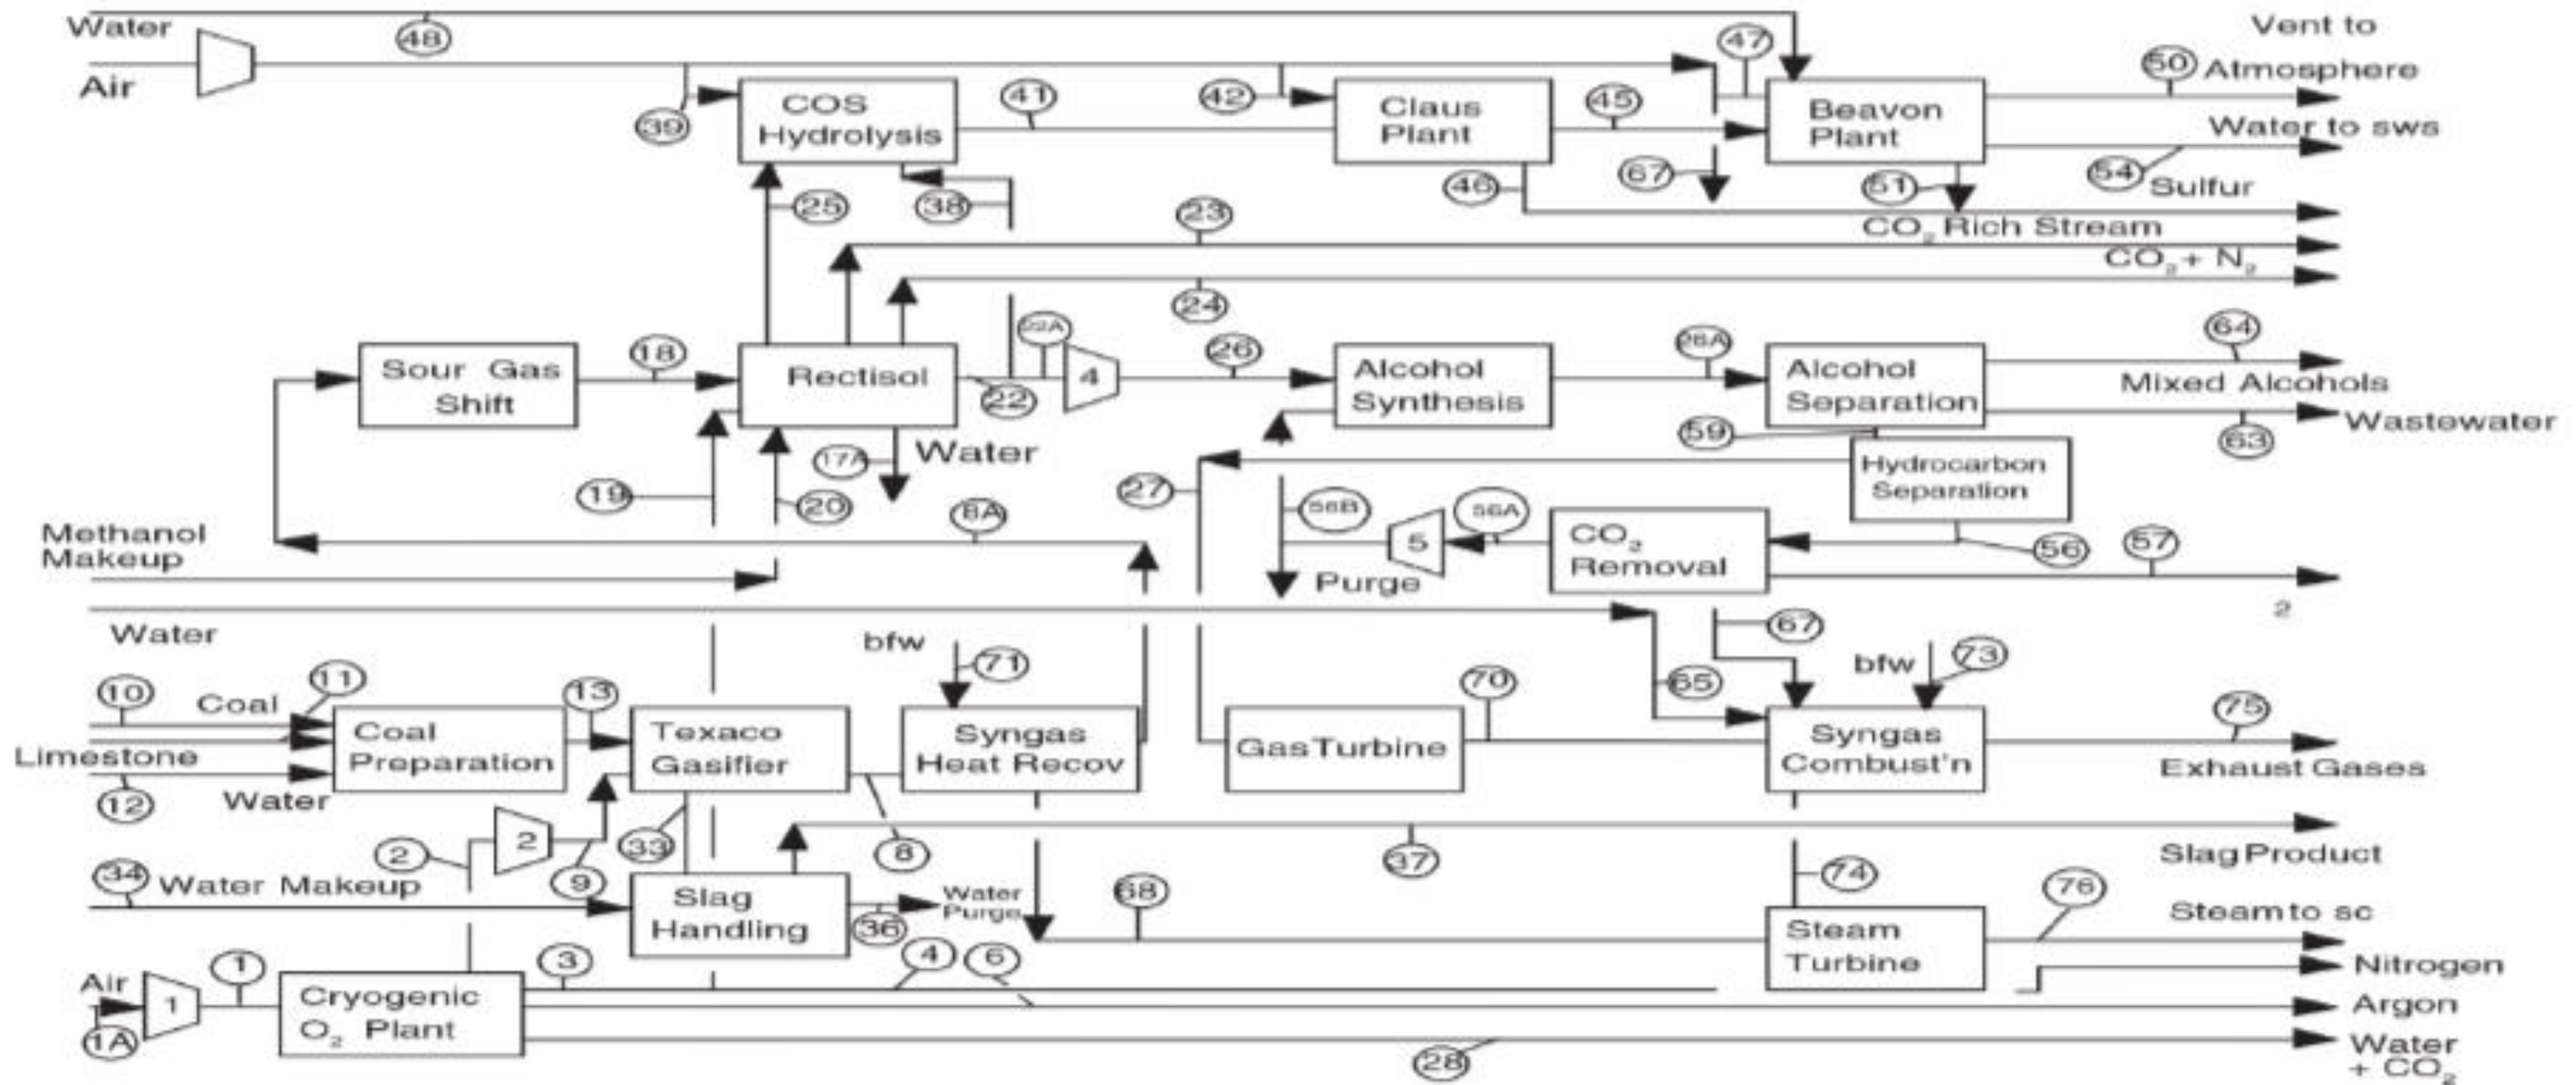 Water
48
47
Vent to
Air
50
Atmosphere
39
COS
Hydrolysis
41
42
Claus
Plant
45
Beavon
Plant
Water to sws
54
25
38
46
67
51
Sulfur
23
CO2 Rich Stream
CO2 + N2
24
Sour Gas
Shift
18
Rectisol
22A
22
4
26
Alcohol
Synthesis
26A
Alcohol
Separation
64
Mixed Alcohols
Wastewater
63
59
17A
Water
19
20
27
Hydrocarbon
Separation
8A
56B
5
56A
CO2
Removal
56
57
Methanol
Makeup
Purge
2
Water
bfw
71
67
65
bfw
73
10
Coal
11
13
Coal
Preparation
Texaco
Gasifier
Syngas
Heat Recov
Gas Turbine
70
Syngas
Combust'n
75
Exhaust Gases
Limestone
12
Water
2
2
9
33
8
37
Slag Product
34
Water Makeup
Slag
Handling
Water
Purge
36
68
74
76
Steam to sc
Steam
Turbine
Air
1
1
1A
Cryogenic
O2 Plant
3
4
6
Nitrogen
Argon
28
Water
+ CO2